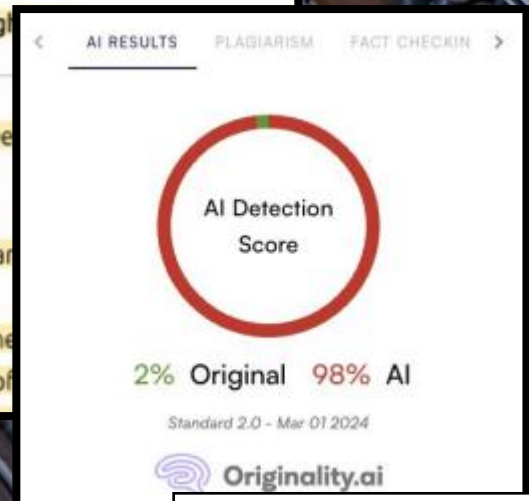 AI RESULTS PLAGIARISM FACT CHECKIN
AI Detection
Score
2% Original 98% AI
Standard 2.0 - Mar 01 2024
Originality.ai